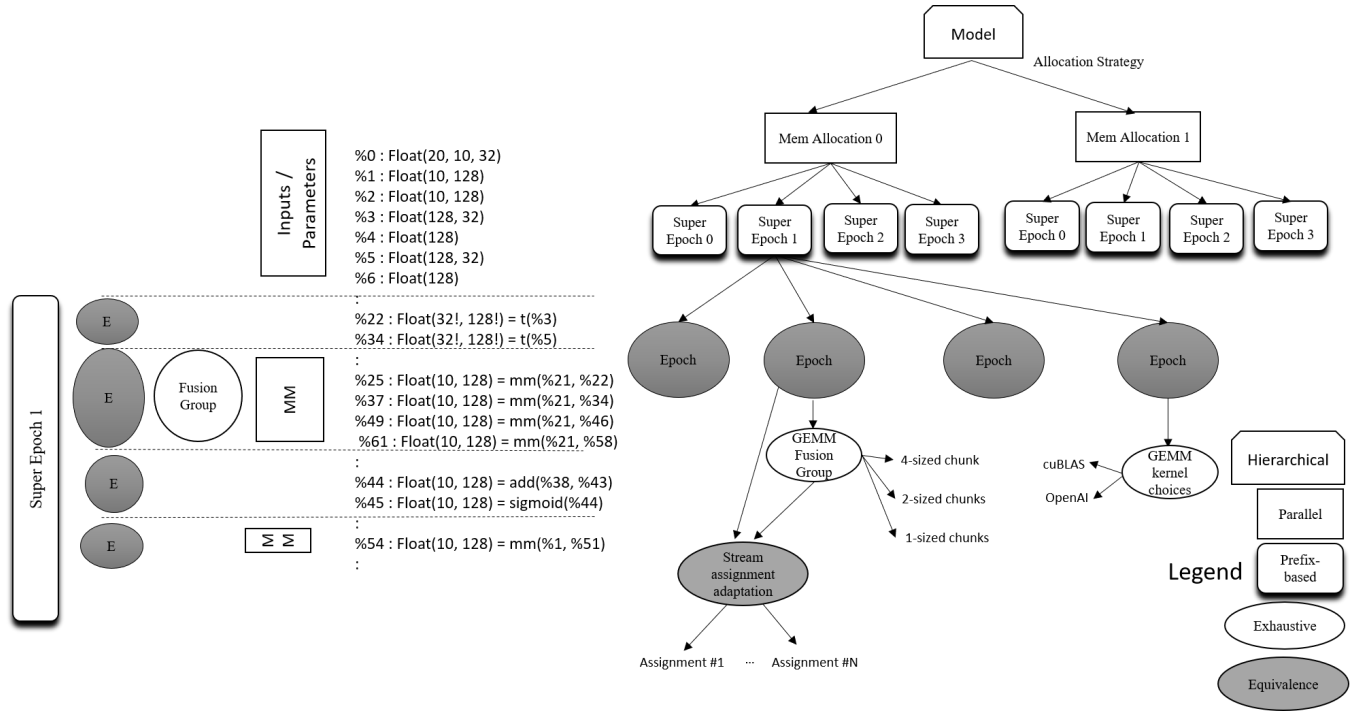 Model
Allocation Strategy
Mem Allocation 0
Mem Allocation 1
Super
Epoch 0
Super
Epoch 1
Super
Epoch 2
Super
Epoch 3
Super
Epoch 0
Super
Epoch 1
Super
Epoch 2
Super
Epoch 3
Epoch
Epoch
Epoch
Epoch
GEMM
Fusion
Group
4-sized chunk
2-sized chunks
1-sized chunks
cuBLAS
OpenAI
GEMM
kernel
choices
Stream
assignment
adaptation
Assignment #1
...
Assignment #N
Inputs /
Parameters
%0 : Float(20, 10, 32)
%1 : Float(10, 128)
%2 : Float(10, 128)
%3 : Float(128, 32)
%4 : Float(128)
%5 : Float(128, 32)
%6 : Float(128)
:
Super Epoch 1
E
%22 : Float(32!, 128!) = t(%3)
%34 : Float(32!, 128!) = t(%5)
:
E
Fusion
Group
MM
%25 : Float(10, 128) = mm(%21, %22)
%37 : Float(10, 128) = mm(%21, %34)
%49 : Float(10, 128) = mm(%21, %46)
%61 : Float(10, 128) = mm(%21, %58)
:
E
%44 : Float(10, 128) = add(%38, %43)
%45 : Float(10, 128) = sigmoid(%44)
:
E
M
M
%54 : Float(10, 128) = mm(%1, %51)
:
Legend
Hierarchical
Parallel
Prefix-
based
Exhaustive
Equivalence